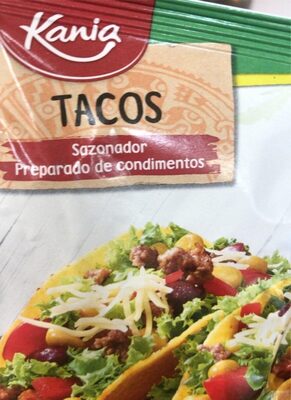 Kania
TACOS
Sazonador
Preparado de condimentos